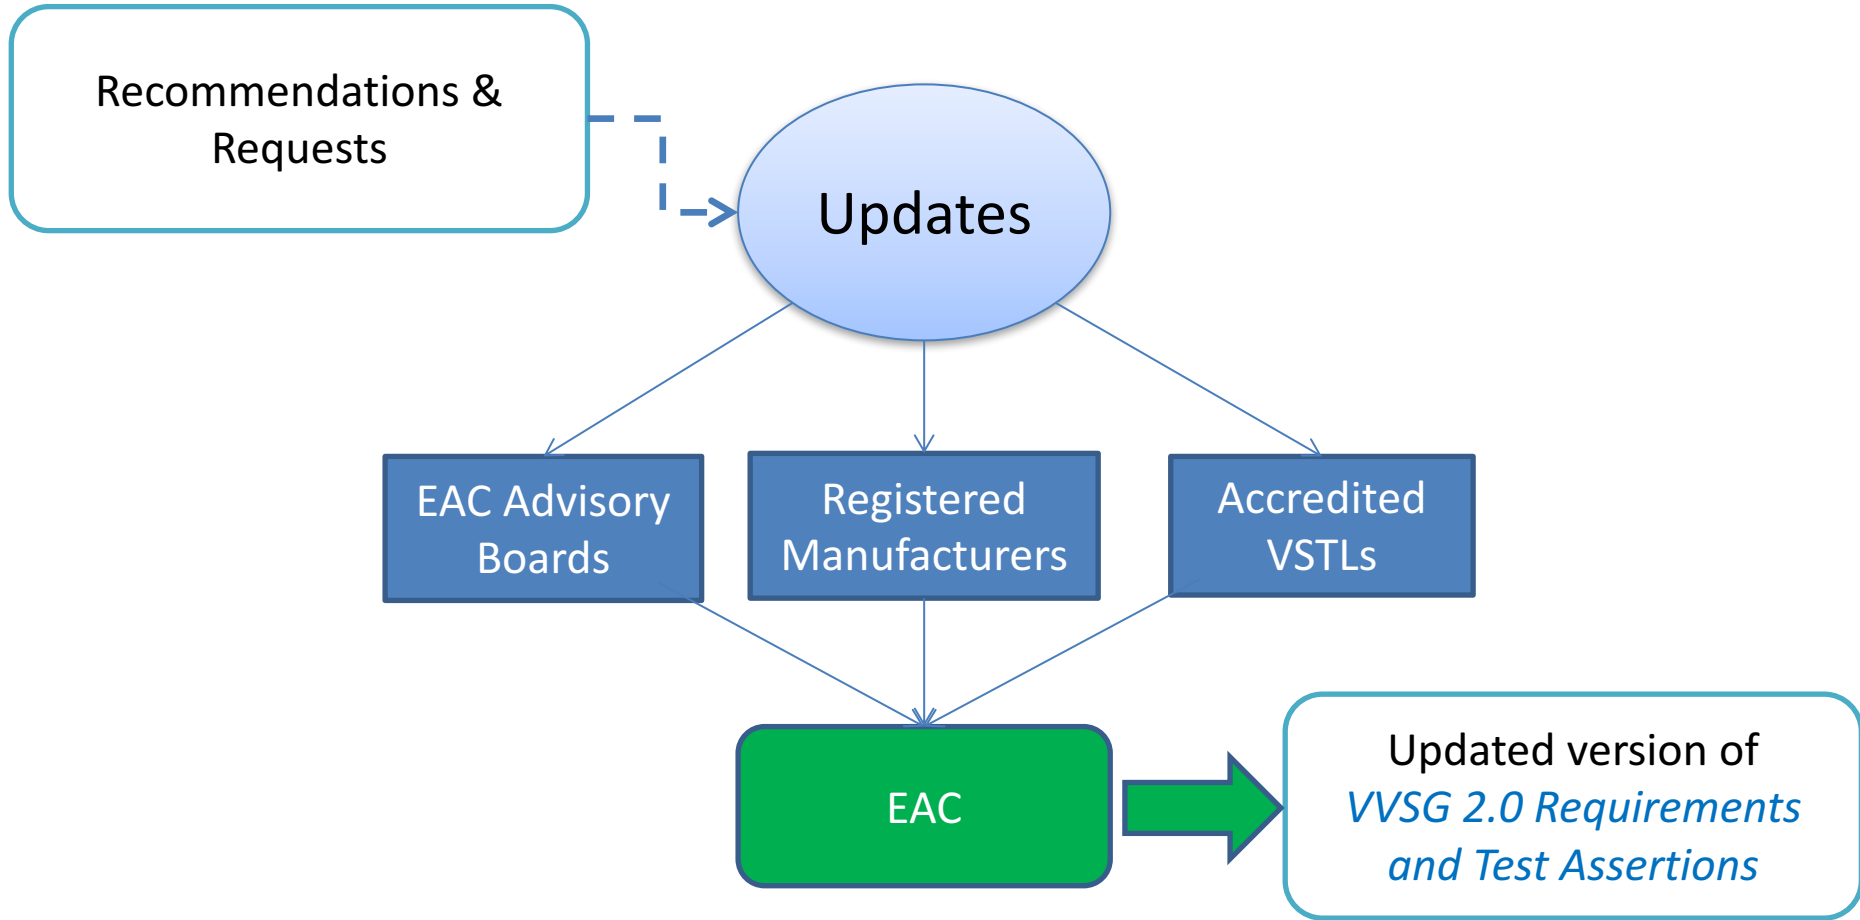 Recommendations &
Requests
Updates
EAC Advisory
Boards
Registered
Manufacturers
Accredited
VSTLs
EAC
Updated version of
VVSG 2.0 Requirements
and Test Assertions